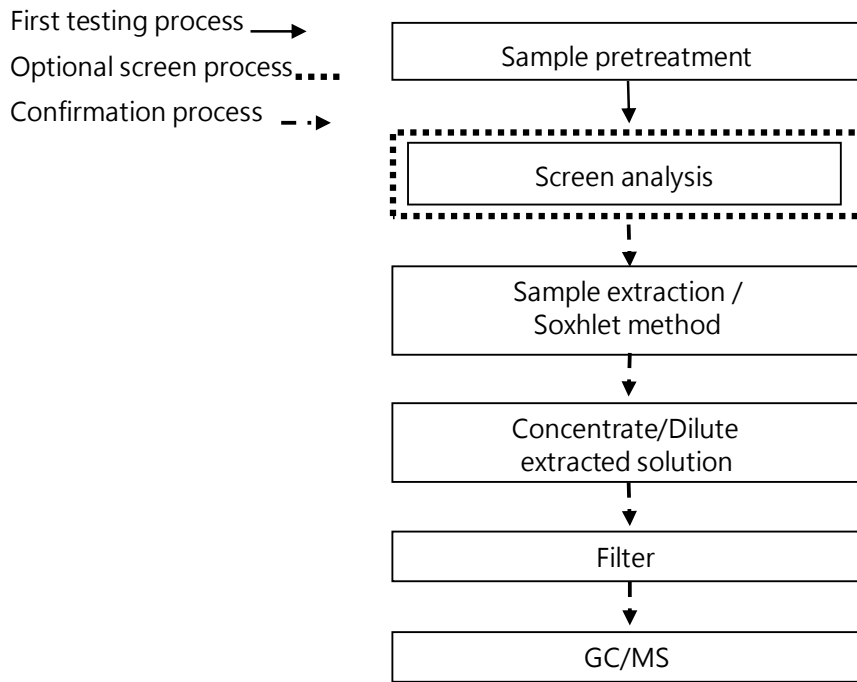 First testing process
Optional screen process
Confirmation process
Sample pretreatment
Screen analysis
Sample extraction /
Soxhlet method
Concentrate/Dilute
extracted solution
Filter
GC/MS